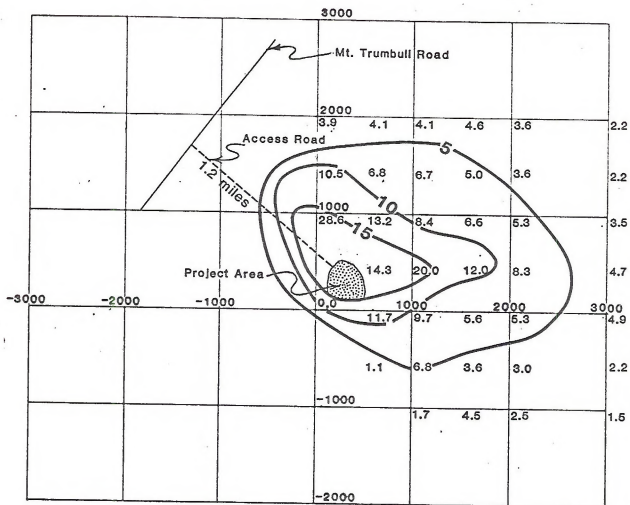 3000
Mt. Trumbull Road
2000
3.9 4.1 4.1 4.6 3.6 2.2
Access Road
5
1.2 miles
10.5 6.8 6.7 5.0 3.6 2.2
10
1000
28.6 13.2 8.4 6.6 5.3 3.5
15
Project Area
14.3 20.0 12.0 8.3 4.7
-3000 -2000 -1000 0,0 1000 2000 3000
11.7 9.7 5.6 5.3 4.9
1.1 6.8 3.6 3.0 2.2
-1000
1.7 4.5 2.5 1.5
-2000